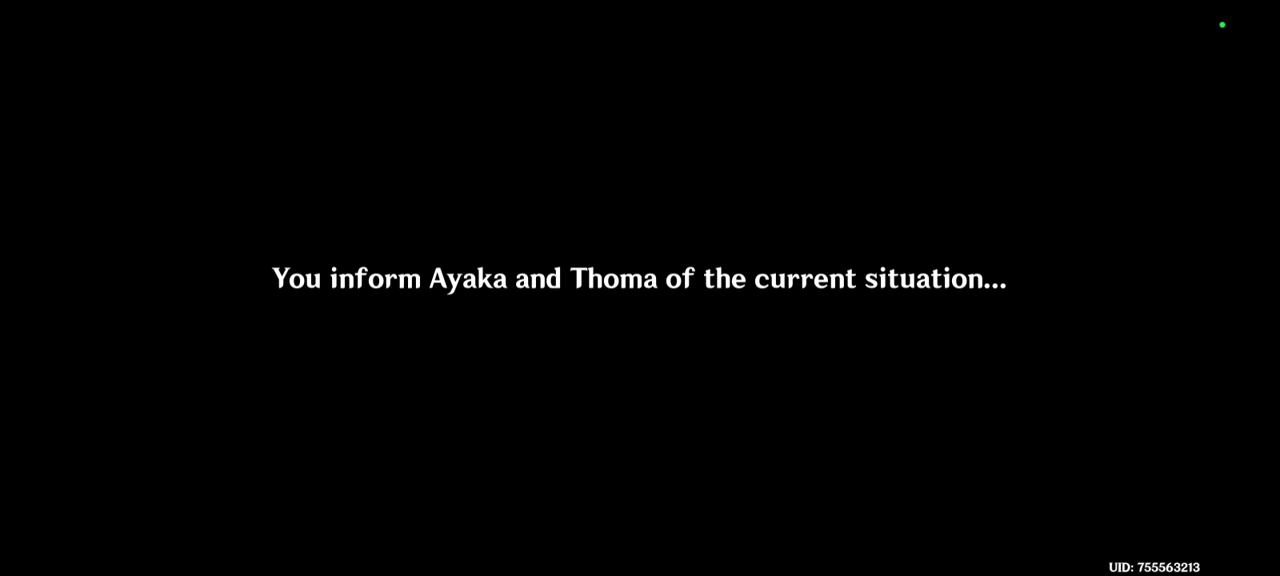 You inform Ayaka and Thoma of the current situation...
UID: 755563213